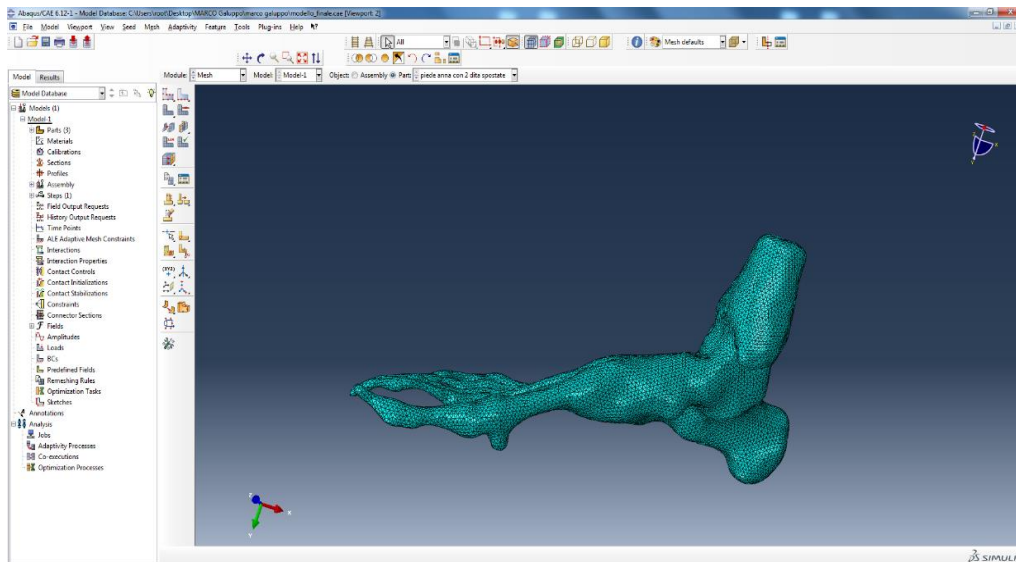 Abaqus/CAE 6.12-1 - Model Database: C:\Users\root\Desktop\MARCO Galuppo\marco galuppo\modello_finale.cae [Viewport: 2]
File Model Viewport View Seed Mesh Adaptivity Feature Tools Plug-ins Help
All
Mesh defaults
Model Results
Module: Mesh Model: Model-1 Object: Assembly Part: piede anna con 2 dita spostate
Model Database
Models (1)
Model-1
Parts (3)
Materials
Calibrations
Sections
Profiles
Assembly
Steps (1)
Field Output Requests
History Output Requests
Time Points
ALE Adaptive Mesh Constraints
Interactions
Interaction Properties
Contact Controls
Contact Initializations
Contact Stabilizations
Constraints
Connector Sections
Fields
Amplitudes
Loads
BCs
Predefined Fields
Remeshing Rules
Optimization Tasks
Sketches
Annotations
Analysis
Jobs
Adaptivity Processes
Co-executions
Optimization Processes
(XYZ)
Z
X
Y
X
Y
SIMULI